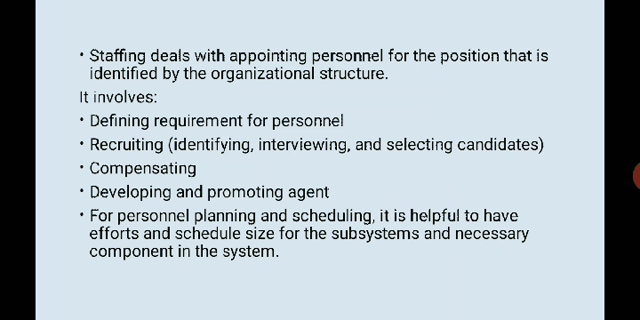 • Staffing deals with appointing personnel for the position that is
identified by the organizational structure.
It involves:
• Defining requirement for personnel
• Recruiting (identifying, interviewing, and selecting candidates)
• Compensating
• Developing and promoting agent
• For personnel planning and scheduling, it is helpful to have
efforts and schedule size for the subsystems and necessary
component in the system.